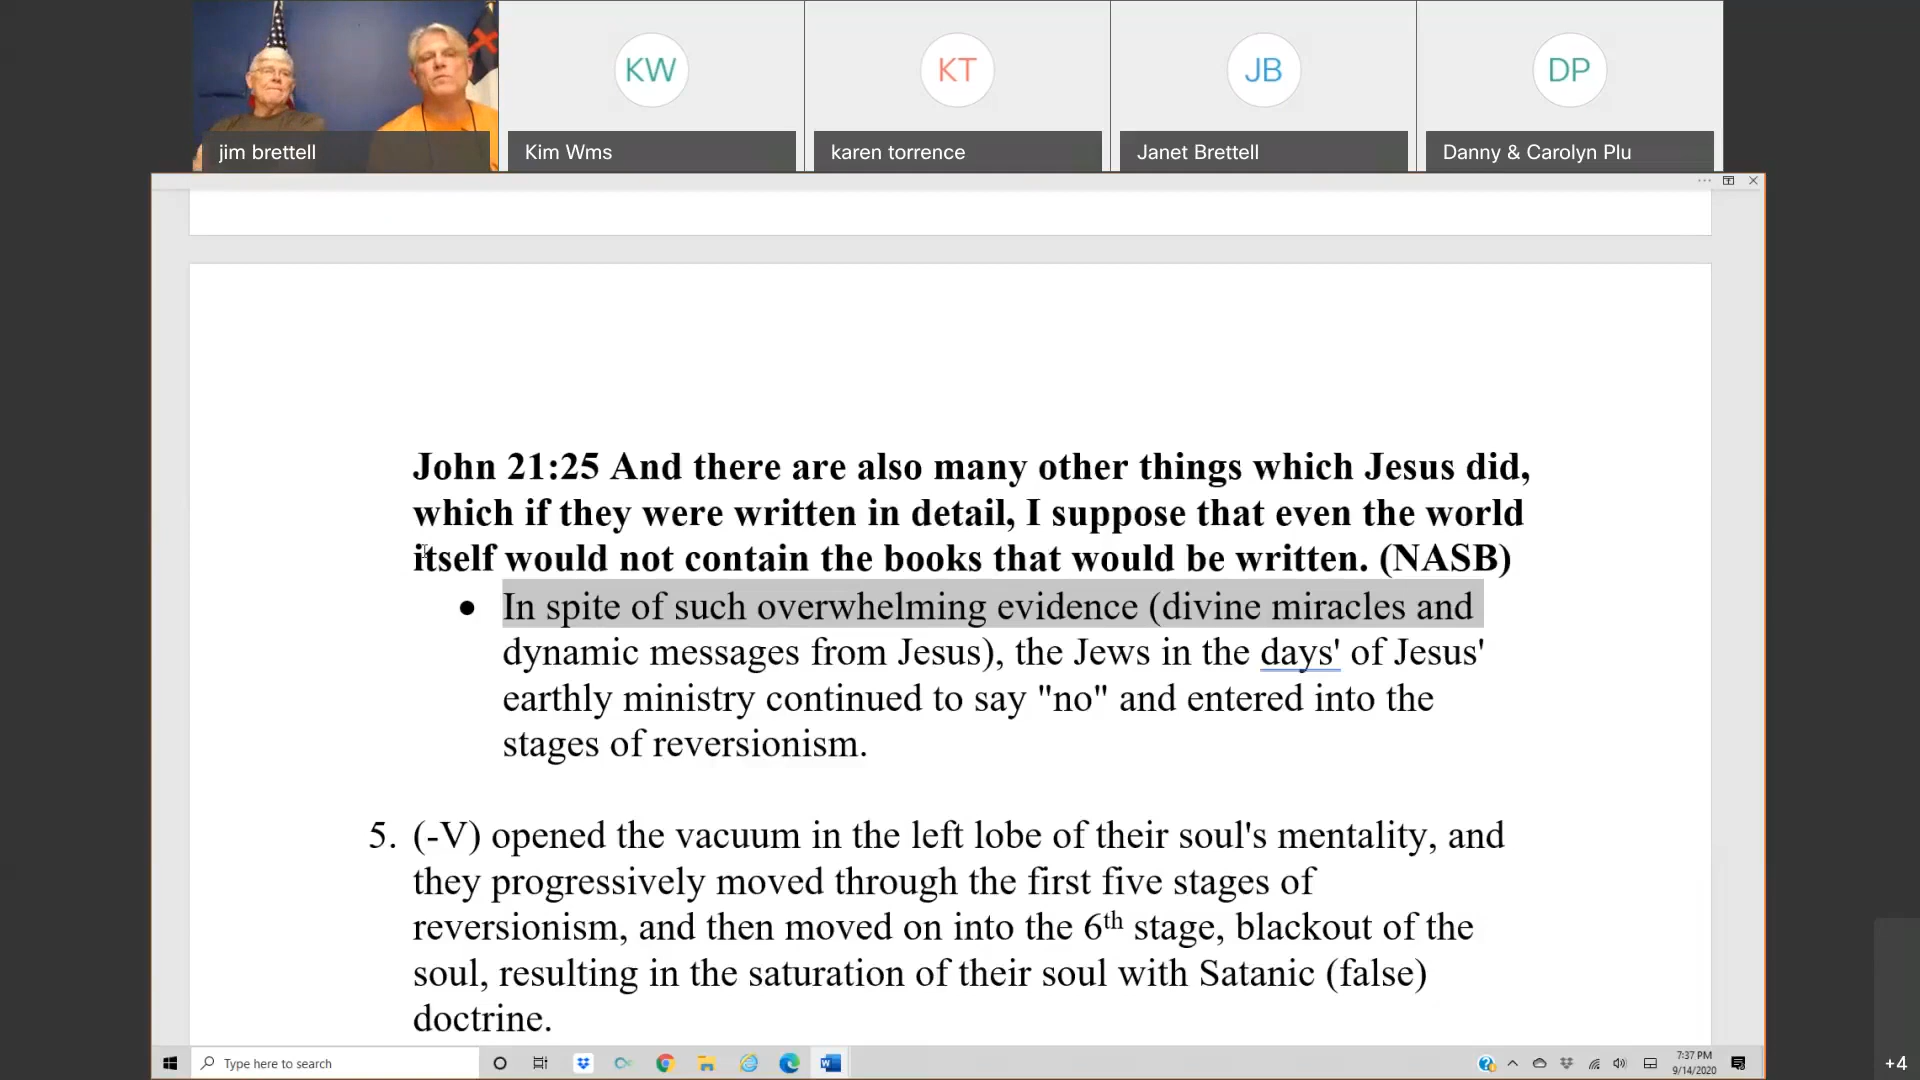 KW
KT
JB
DP
jim brettell
Kim Wms
karen torrence
Janet Brettell
Danny & Carolyn Plu
John 21:25 And there are also many other things which Jesus did,
which if they were written in detail, I suppose that even the world
itself would not contain the books that would be written. (NASB)
• In spite of such overwhelming evidence (divine miracles and
dynamic messages from Jesus), the Jews in the days' of Jesus'
earthly ministry continued to say "no" and entered into the
stages of reversionism.
5. (-V) opened the vacuum in the left lobe of their soul's mentality, and
they progressively moved through the first five stages of
reversionism, and then moved on into the 6th stage, blackout of the
soul, resulting in the saturation of their soul with Satanic (false)
doctrine.
Type here to search
7:37 PM
9/14/2020
+4